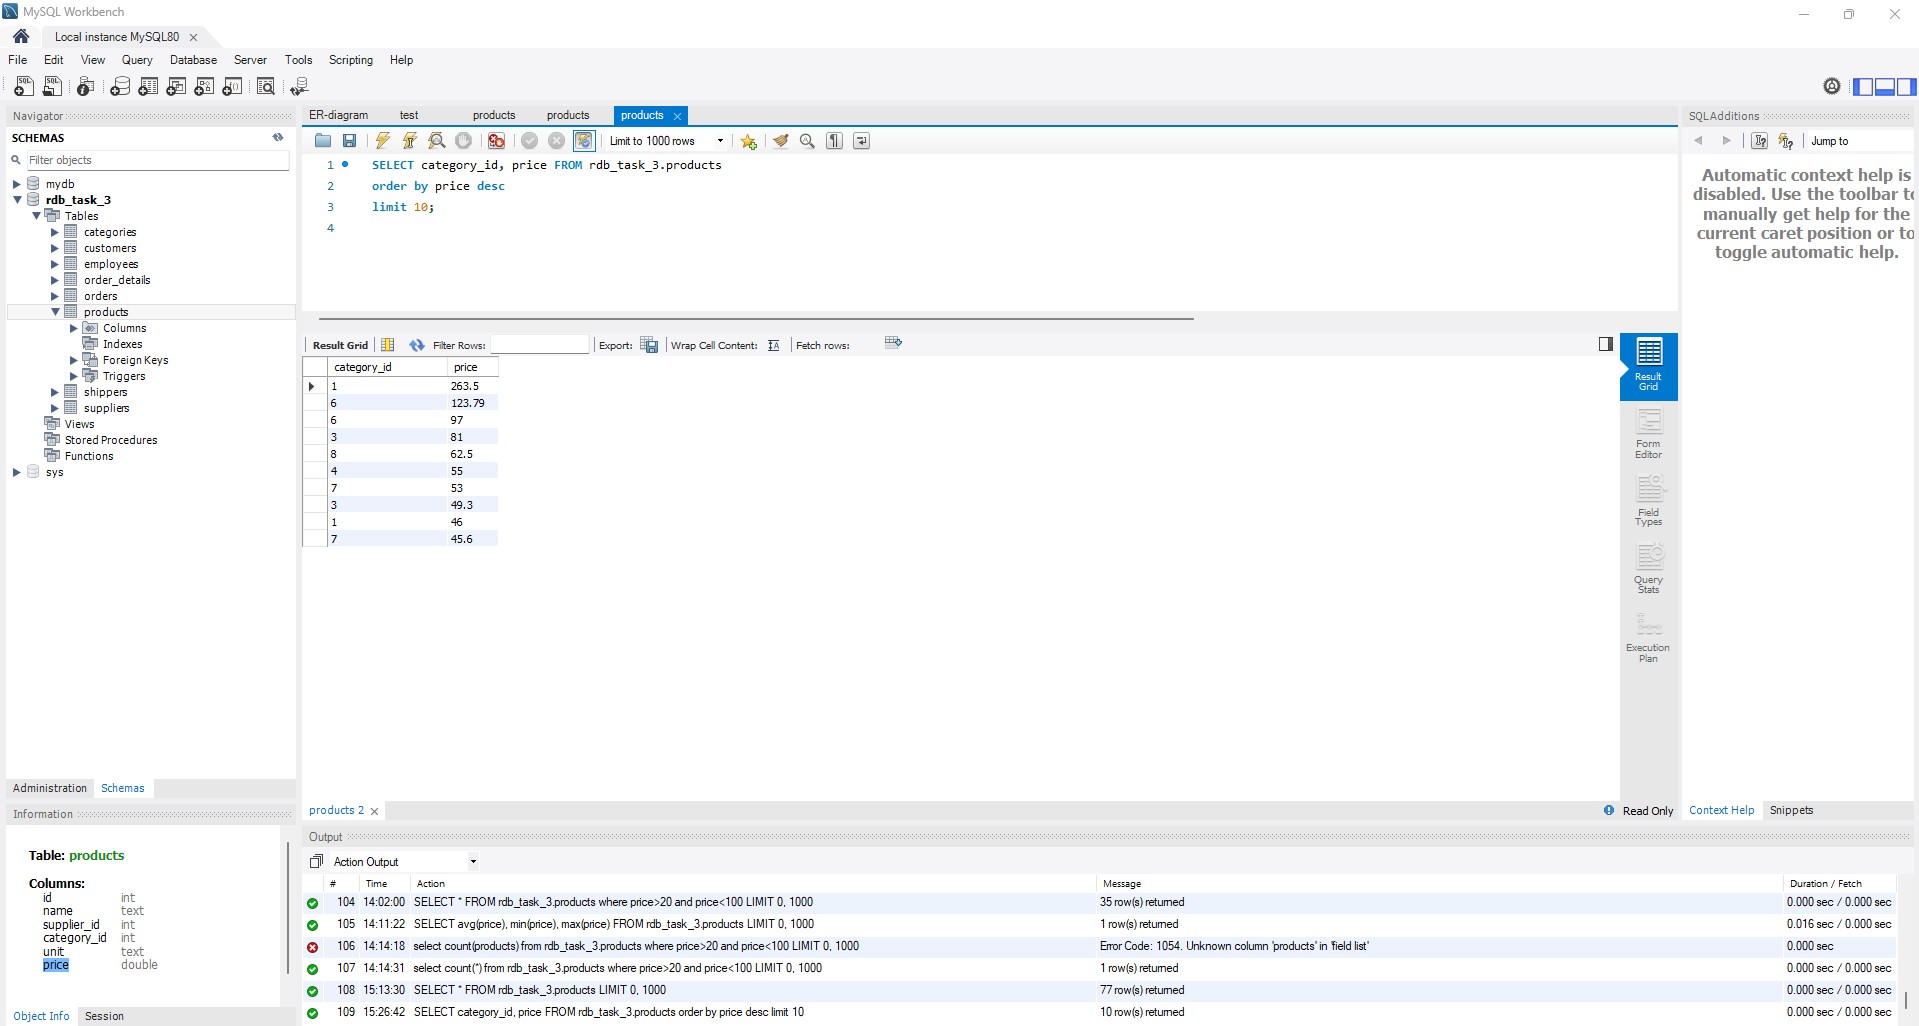 MySQL Workbench
Local instance MySQL80
File Edit View Query Database Server Tools Scripting Help
Navigator
SCHEMAS
Filter objects
mydb
rdb_task_3
Tables
categories
customers
employees
order_details
orders
products
Columns
Indexes
Foreign Keys
Triggers
shippers
suppliers
Views
Stored Procedures
Functions
sys
Administration Schemas
Information
Table: products
Columns:
id int
name text
supplier_id int
category_id int
unit text
price double
Object Info Session
ER-diagram test products products products
Limit to 1000 rows
1 SELECT category_id, price FROM rdb_task_3.products
2 order by price desc
3 limit 10;
4
Result Grid Filter Rows: Export: Wrap Cell Content: Fetch rows:
category_id price
1 263.5
6 123.79
6 97
3 81
8 62.5
4 55
7 53
3 49.3
1 46
7 45.6
Result
Grid
Form
Editor
Field
Types
Query
Stats
Execution
Plan
products 2
Read Only
SQLAdditions
Jump to
Automatic context help is
disabled. Use the toolbar to
manually get help for the
current caret position or to
toggle automatic help.
Context Help Snippets
Output
Action Output
# Time Action Message Duration / Fetch
104 14:02:00 SELECT * FROM rdb_task_3.products where price>20 and price<100 LIMIT 0, 1000 35 row(s) returned 0.000 sec / 0.000 sec
105 14:11:22 SELECT avg(price), min(price), max(price) FROM rdb_task_3.products LIMIT 0, 1000 1 row(s) returned 0.016 sec / 0.000 sec
106 14:14:18 select count(products) from rdb_task_3.products where price>20 and price<100 LIMIT 0, 1000 Error Code: 1054. Unknown column 'products' in 'field list' 0.000 sec
107 14:14:31 select count(*) from rdb_task_3.products where price>20 and price<100 LIMIT 0, 1000 1 row(s) returned 0.000 sec / 0.000 sec
108 15:13:30 SELECT * FROM rdb_task_3.products LIMIT 0, 1000 77 row(s) returned 0.000 sec / 0.000 sec
109 15:26:42 SELECT category_id, price FROM rdb_task_3.products order by price desc limit 10 10 row(s) returned 0.000 sec / 0.000 sec